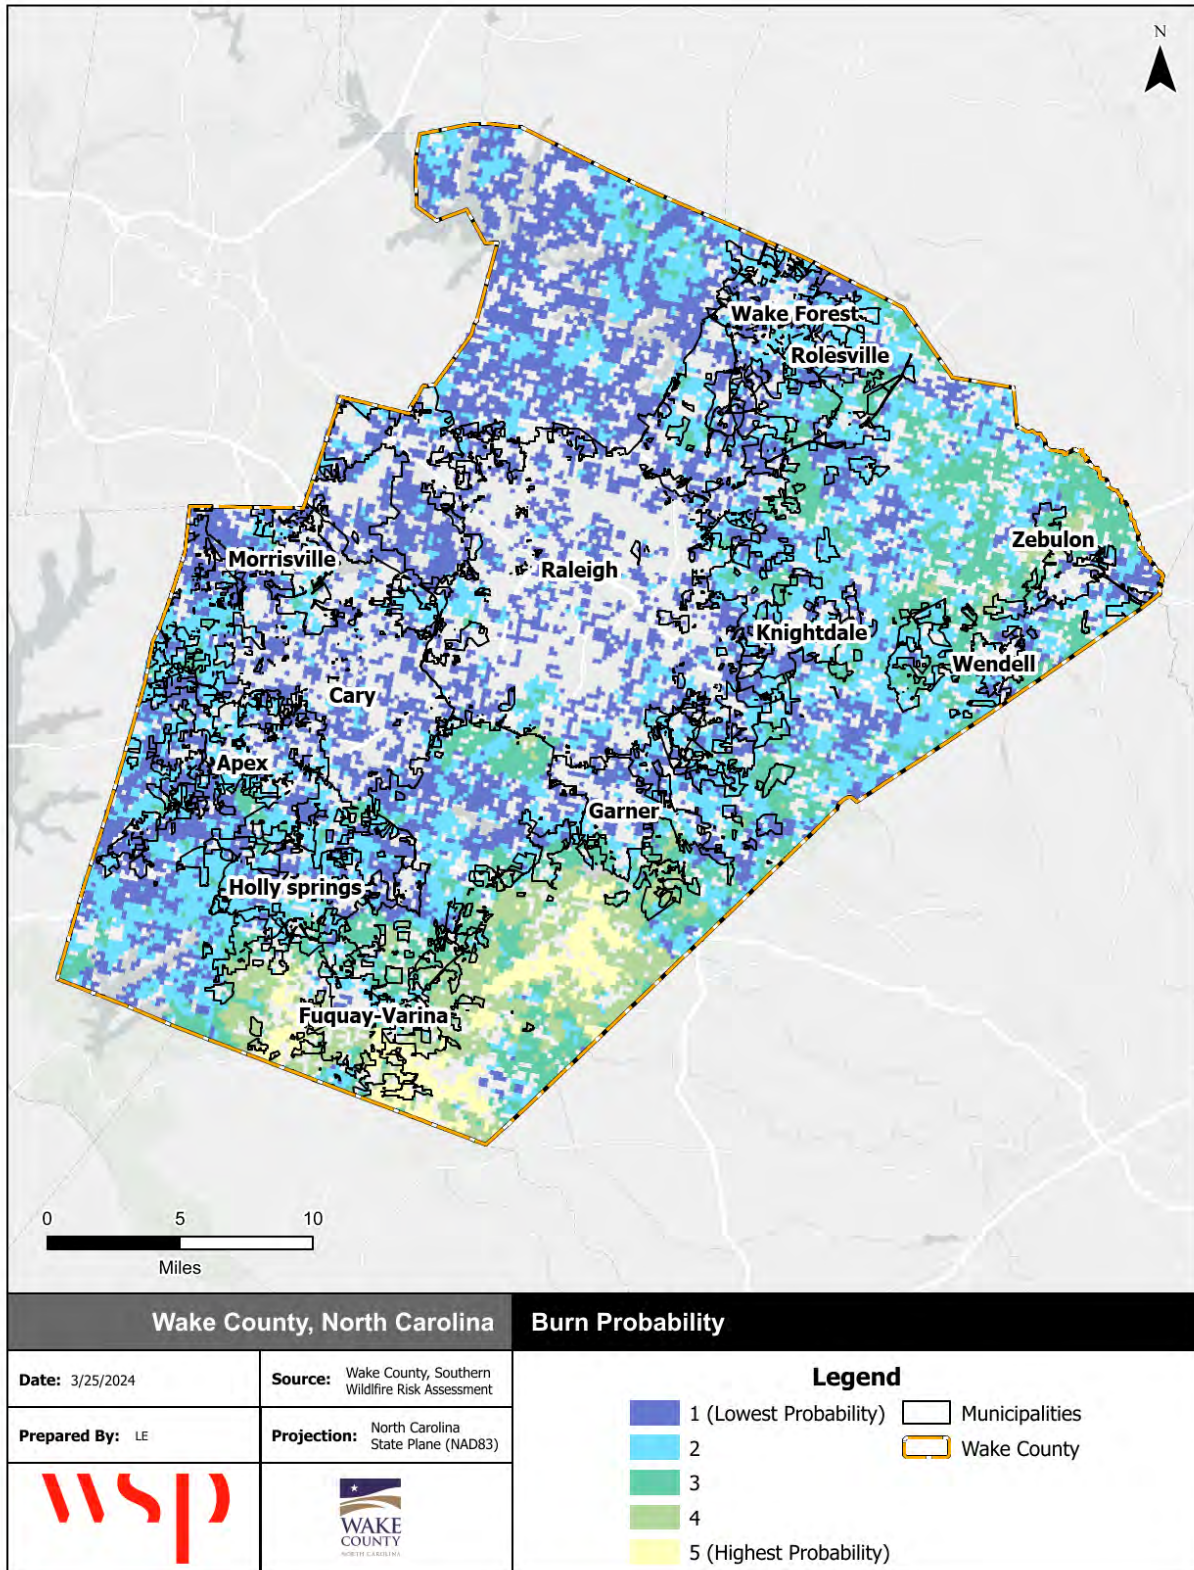 N
Wake Forest
Rolesville
Zebulon
Morrisville
Raleigh
Knightdale
Wendell
Cary
Apex
Garner
Holly springs
Fuquay-Varina
0 5 10
Miles
Wake County, North Carolina
Burn Probability
Date: 3/25/2024
Source: Wake County, Southern
Wildlfire Risk Assessment
Prepared By: LE
Projection: North Carolina
State Plane (NAD83)
wsp
WAKE
COUNTY
NORTH CAROLINA
Legend
1 (Lowest Probability)
2
3
4
5 (Highest Probability)
Municipalities
Wake County